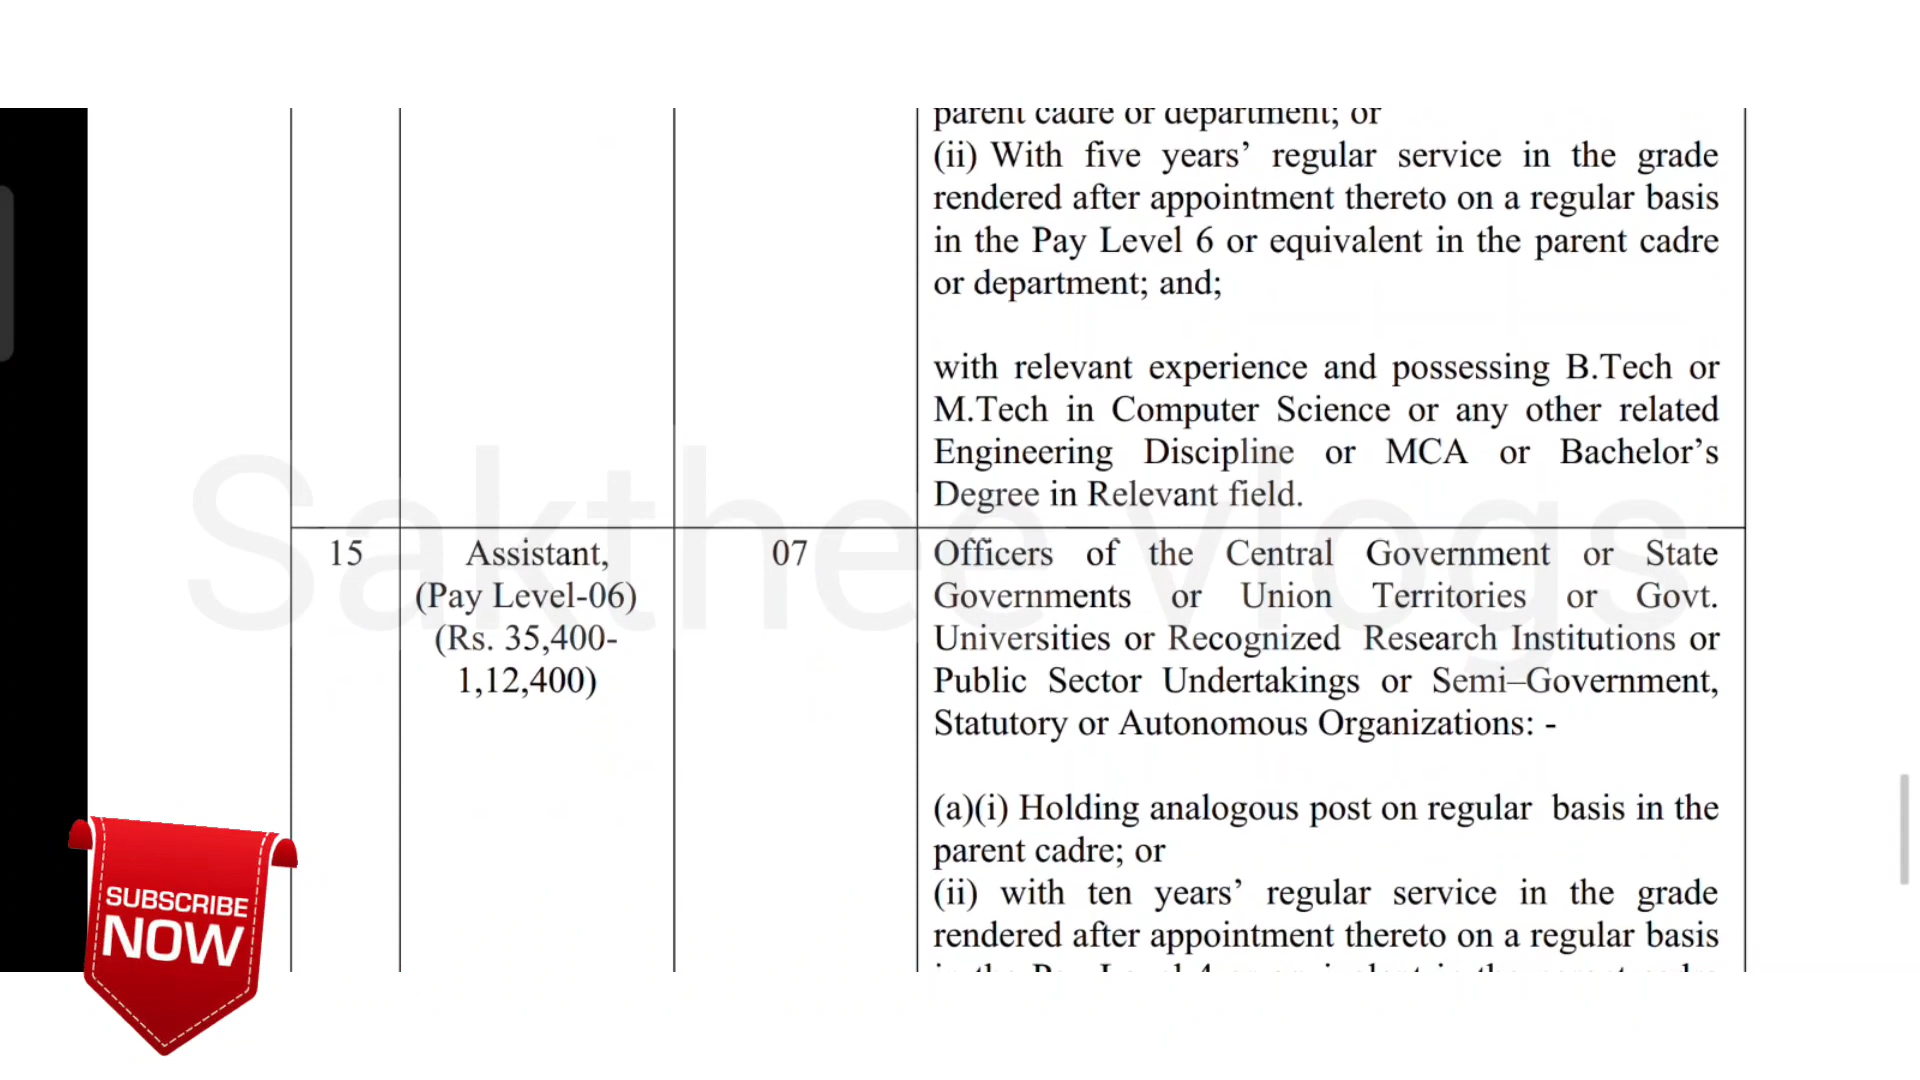 parent cadre or department; or
(ii) With five years’ regular service in the grade
rendered after appointment thereto on a regular basis
in the Pay Level 6 or equivalent in the parent cadre
or department; and;
with relevant experience and possessing B.Tech or
M.Tech in Computer Science or any other related
Engineering Discipline or MCA or Bachelor’s
Degree in Relevant field.
Sakthee vlogs
15
Assistant,
(Pay Level-06)
(Rs. 35,400-
1,12,400)
07
Officers of the Central Government or State
Governments or Union Territories or Govt.
Universities or Recognized Research Institutions or
Public Sector Undertakings or Semi–Government,
Statutory or Autonomous Organizations: -
(a)(i) Holding analogous post on regular basis in the
parent cadre; or
(ii) with ten years’ regular service in the grade
rendered after appointment thereto on a regular basis
SUBSCRIBE
NOW